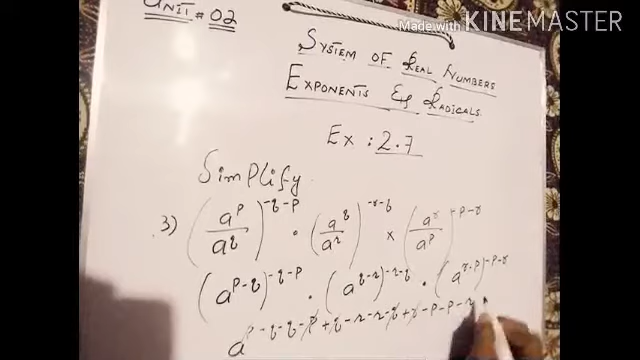 UNIT # 02
Made with KINEMASTER
SYSTEM OF REAL NUMBERS
EXPONENTS & RADICALS
Ex : 2.7
Simplify
3) (a^p/a^q)^{-q-p} · (a^q/a^r)^{-r-q} × (a^r/a^p)^{-p-r}
(a^{p-q})^{-q-p} · (a^{q-r})^{-r-q} · (a^{r-p})^{-p-r}
a^{p-q-q-p+q-r-r-q+r-p-p-r}